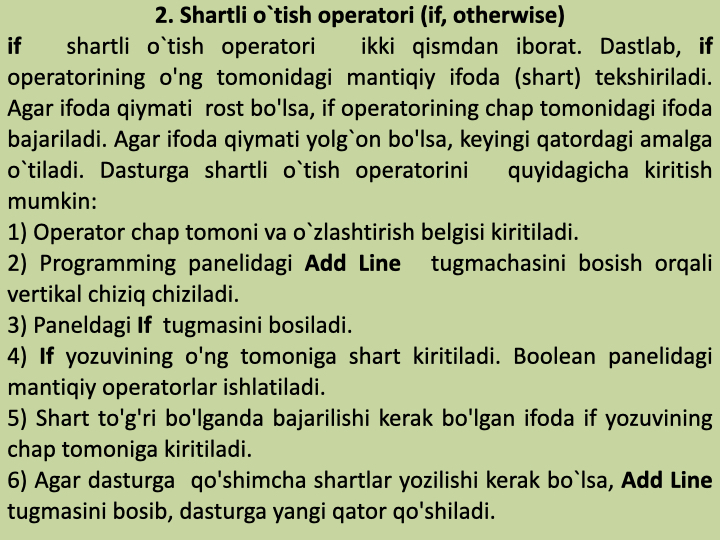 2. Shartli o`tish operatori (if, otherwise)
if shartli o`tish operatori ikki qismdan iborat. Dastlab, if
operatorining o'ng tomonidagi mantiqiy ifoda (shart) tekshiriladi.
Agar ifoda qiymati rost bo'lsa, if operatorining chap tomonidagi ifoda
bajariladi. Agar ifoda qiymati yolg`on bo'lsa, keyingi qatordagi amalga
o`tiladi. Dasturga shartli o`tish operatorini quyidagicha kiritish
mumkin:
1) Operator chap tomoni va o`zlashtirish belgisi kiritiladi.
2) Programming panelidagi Add Line tugmachasini bosish orqali
vertikal chiziq chiziladi.
3) Paneldagi If tugmasini bosiladi.
4) If yozuvining o'ng tomoniga shart kiritiladi. Boolean panelidagi
mantiqiy operatorlar ishlatiladi.
5) Shart to'g'ri bo'lganda bajarilishi kerak bo'lgan ifoda if yozuvining
chap tomoniga kiritiladi.
6) Agar dasturga qo'shimcha shartlar yozilishi kerak bo`lsa, Add Line
tugmasini bosib, dasturga yangi qator qo'shiladi.